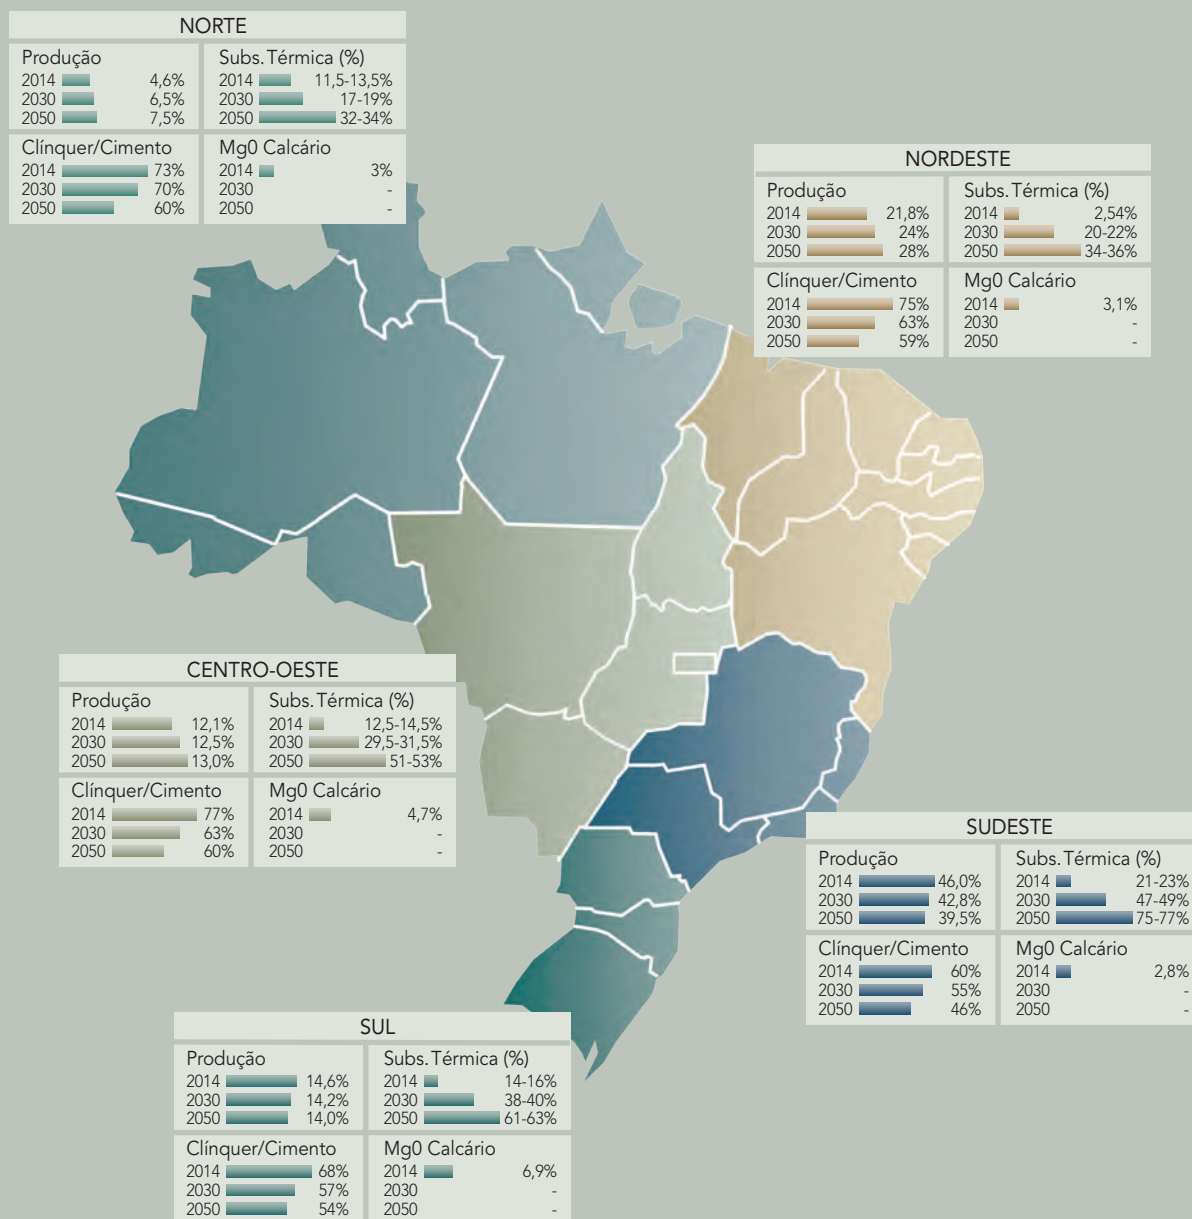 NORTE
Produção
2014 4,6%
2030 6,5%
2050 7,5%
Subs. Térmica (%)
2014 11,5-13,5%
2030 17-19%
2050 32-34%
Clínquer/Cimento
2014 73%
2030 70%
2050 60%
Mg0 Calcário
2014 3%
2030 -
2050 -
NORDESTE
Produção
2014 21,8%
2030 24%
2050 28%
Subs. Térmica (%)
2014 2,54%
2030 20-22%
2050 34-36%
Clínquer/Cimento
2014 75%
2030 63%
2050 59%
Mg0 Calcário
2014 3,1%
2030 -
2050 -
CENTRO-OESTE
Produção
2014 12,1%
2030 12,5%
2050 13,0%
Subs. Térmica (%)
2014 12,5-14,5%
2030 29,5-31,5%
2050 51-53%
Clínquer/Cimento
2014 77%
2030 63%
2050 60%
Mg0 Calcário
2014 4,7%
2030 -
2050 -
SUDESTE
Produção
2014 46,0%
2030 42,8%
2050 39,5%
Subs. Térmica (%)
2014 21-23%
2030 47-49%
2050 75-77%
Clínquer/Cimento
2014 60%
2030 55%
2050 46%
Mg0 Calcário
2014 2,8%
2030 -
2050 -
SUL
Produção
2014 14,6%
2030 14,2%
2050 14,0%
Subs. Térmica (%)
2014 14-16%
2030 38-40%
2050 61-63%
Clínquer/Cimento
2014 68%
2030 57%
2050 54%
Mg0 Calcário
2014 6,9%
2030 -
2050 -